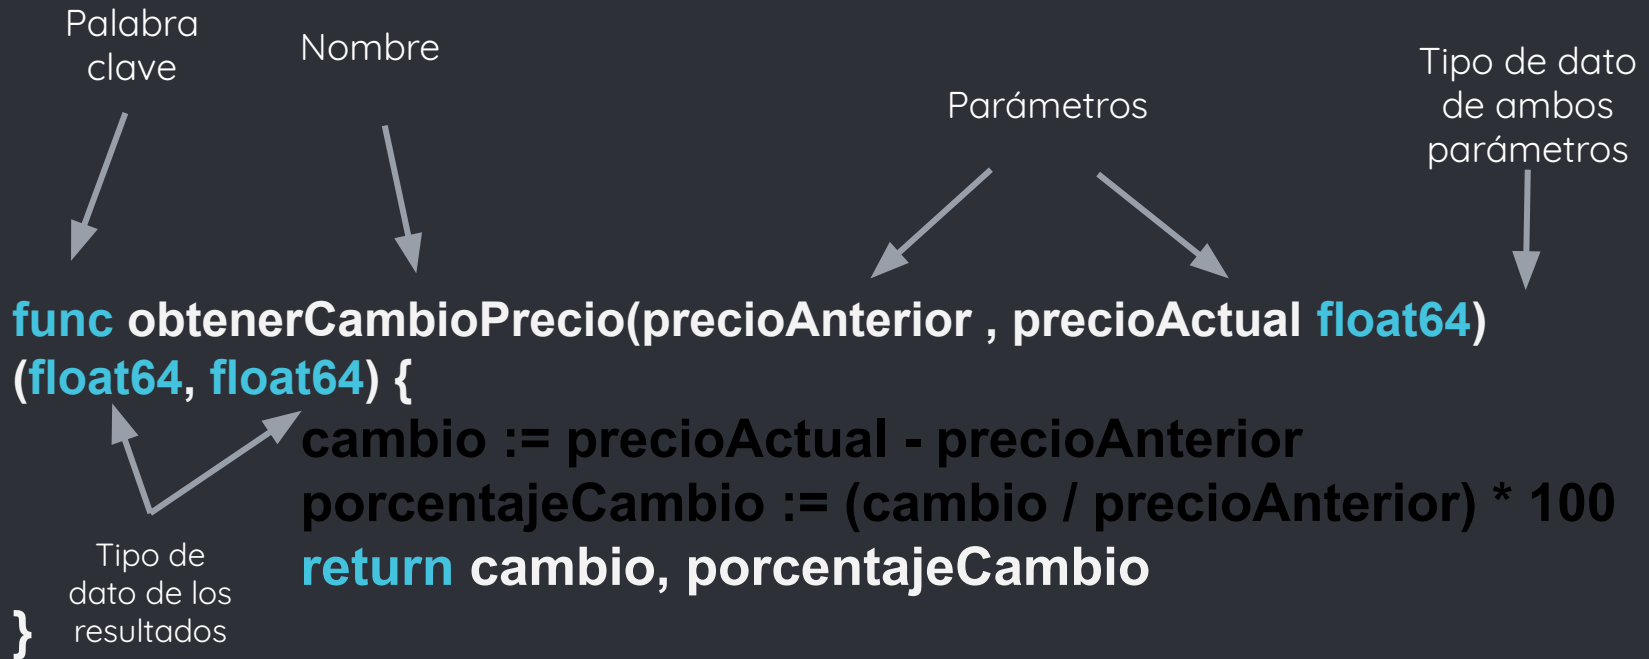 Palabra
clave
Nombre
Parámetros
Tipo de dato
de ambos
parámetros
func obtenerCambioPrecio(precioAnterior , precioActual float64)
(float64, float64) {
cambio := precioActual - precioAnterior
porcentajeCambio := (cambio / precioAnterior) * 100
return cambio, porcentajeCambio
}
Tipo de
dato de los
resultados